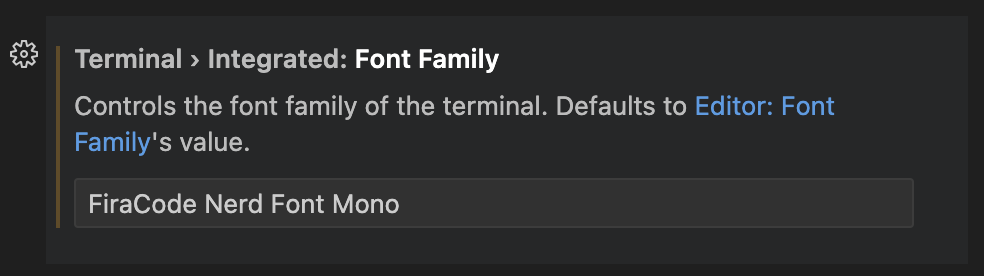 Terminal › Integrated: Font Family
Controls the font family of the terminal. Defaults to Editor: Font
Family's value.
FiraCode Nerd Font Mono